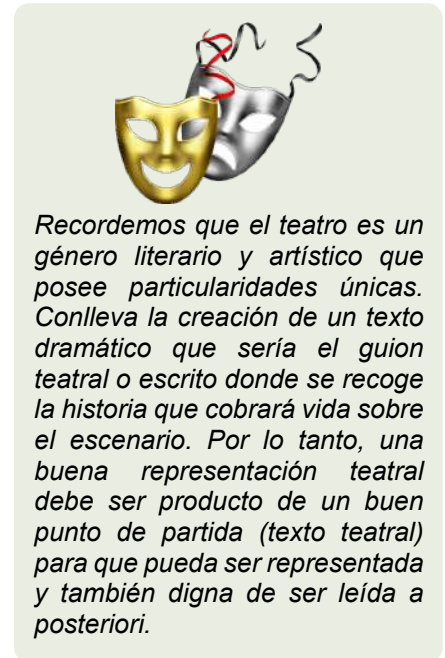 Recordemos que el teatro es un
género literario y artístico que
posee particularidades únicas.
Conlleva la creación de un texto
dramático que sería el guion
teatral o escrito donde se recoge
la historia que cobrará vida sobre
el escenario. Por lo tanto, una
buena representación teatral
debe ser producto de un buen
punto de partida (texto teatral)
para que pueda ser representada
y también digna de ser leída a
posteriori.